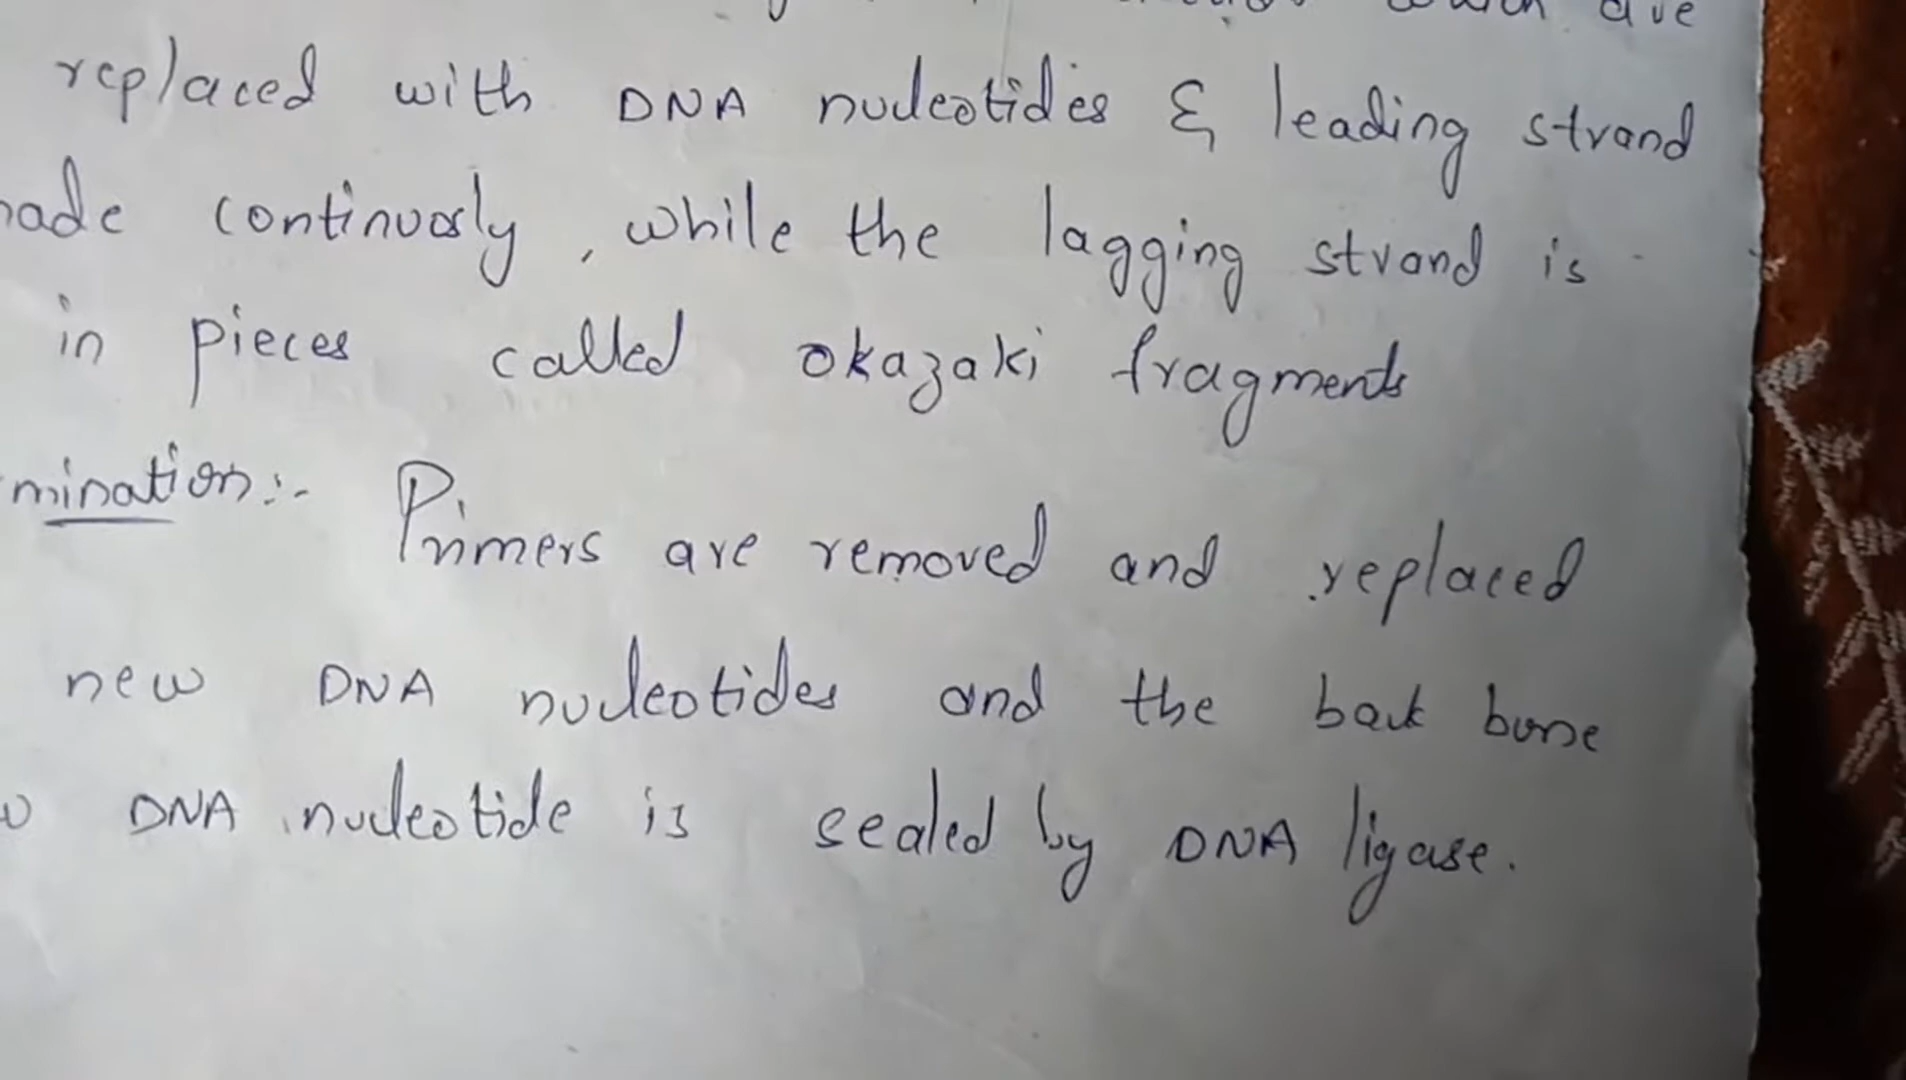 which are
replaced with DNA nucleotides & leading strand
made continuosly, while the lagging strand is
in pieces called okazaki fragments
mination:- Primers are removed and replaced
new DNA nucleotides and the back bone
DNA nucleotide is sealed by DNA ligase.